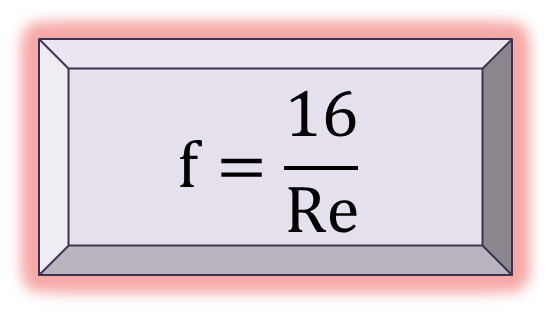 f = 16/Re